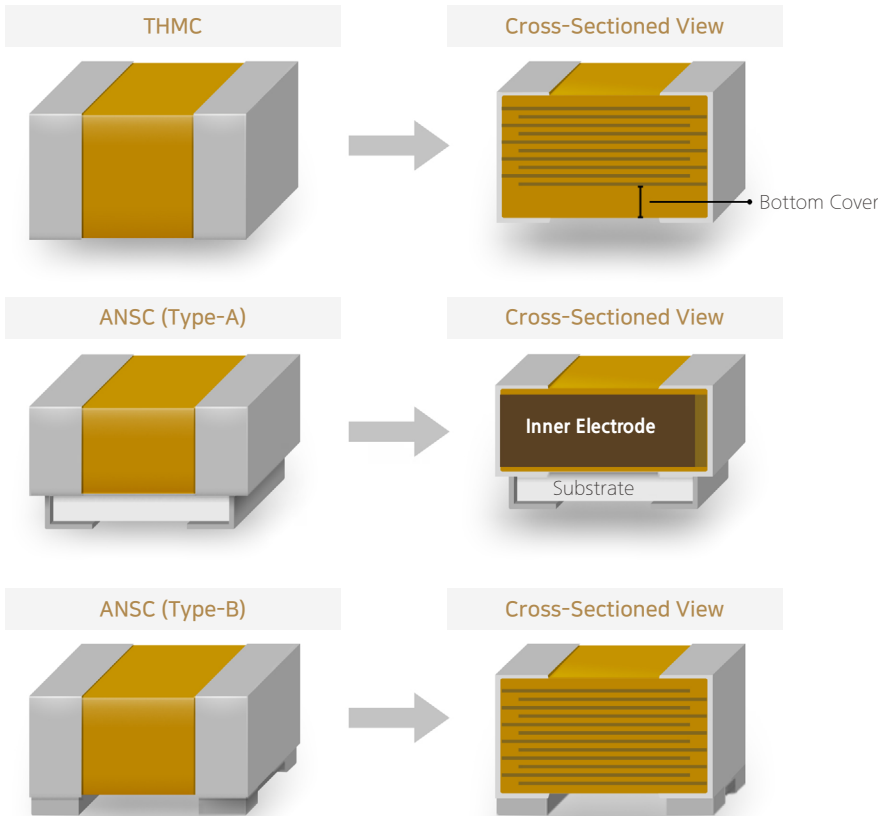 THMC
Cross-Sectioned View
Bottom Cover
ANSC (Type-A)
Cross-Sectioned View
Inner Electrode
Substrate
ANSC (Type-B)
Cross-Sectioned View